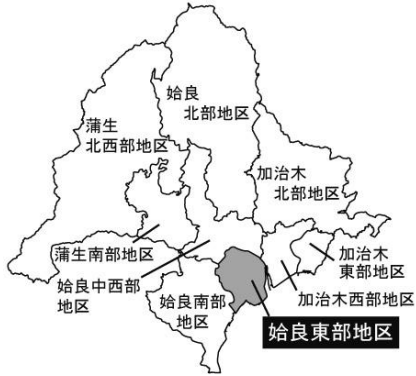 姶良
北部地区
蒲生
北西部地区
加治木
北部地区
蒲生南部地区
姶良中西部
地区
姶良南部
地区
加治木
東部地区
加治木西部地区
姶良東部地区